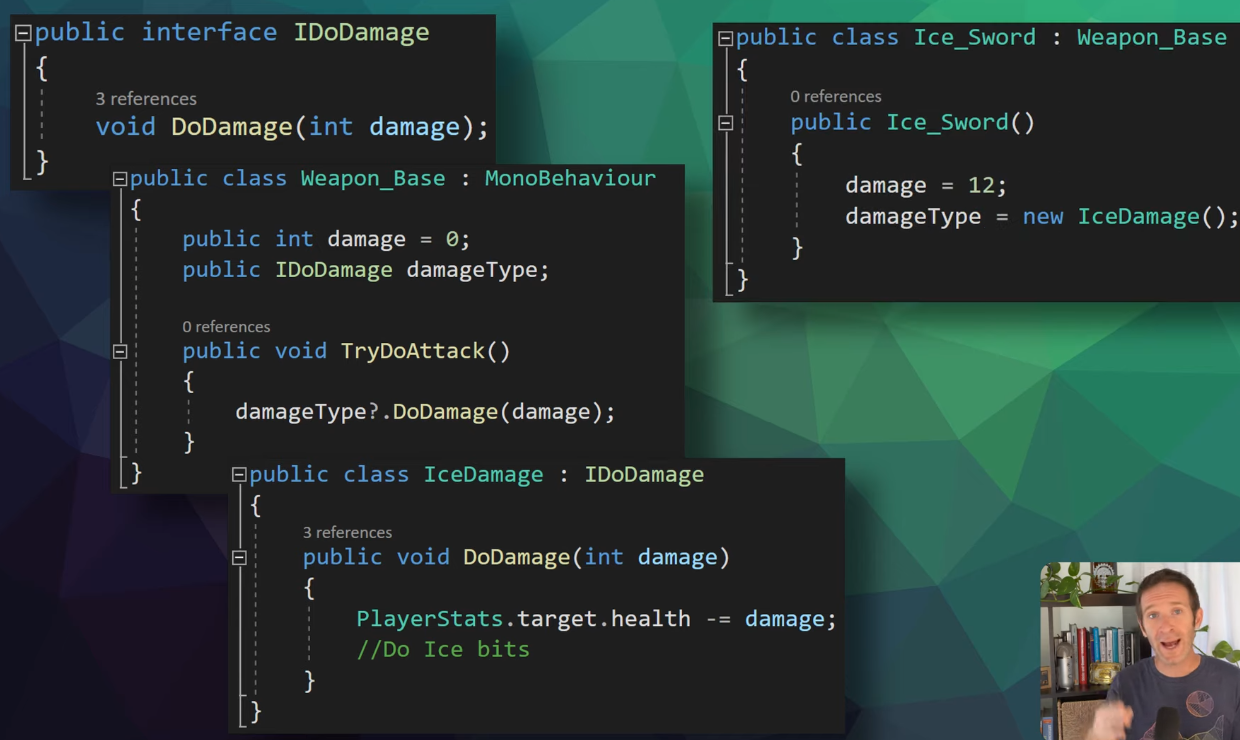 public interface IDoDamage
{
3 references
void DoDamage(int damage);
}
public class Weapon_Base : MonoBehaviour
{
public int damage = 0;
public IDoDamage damageType;
0 references
public void TryDoAttack()
{
damageType?.DoDamage(damage);
}
}
public class IceDamage : IDoDamage
{
3 references
public void DoDamage(int damage)
{
PlayerStats.target.health -= damage;
//Do Ice bits
}
}
public class Ice_Sword : Weapon_Base
{
0 references
public Ice_Sword()
{
damage = 12;
damageType = new IceDamage();
}
}